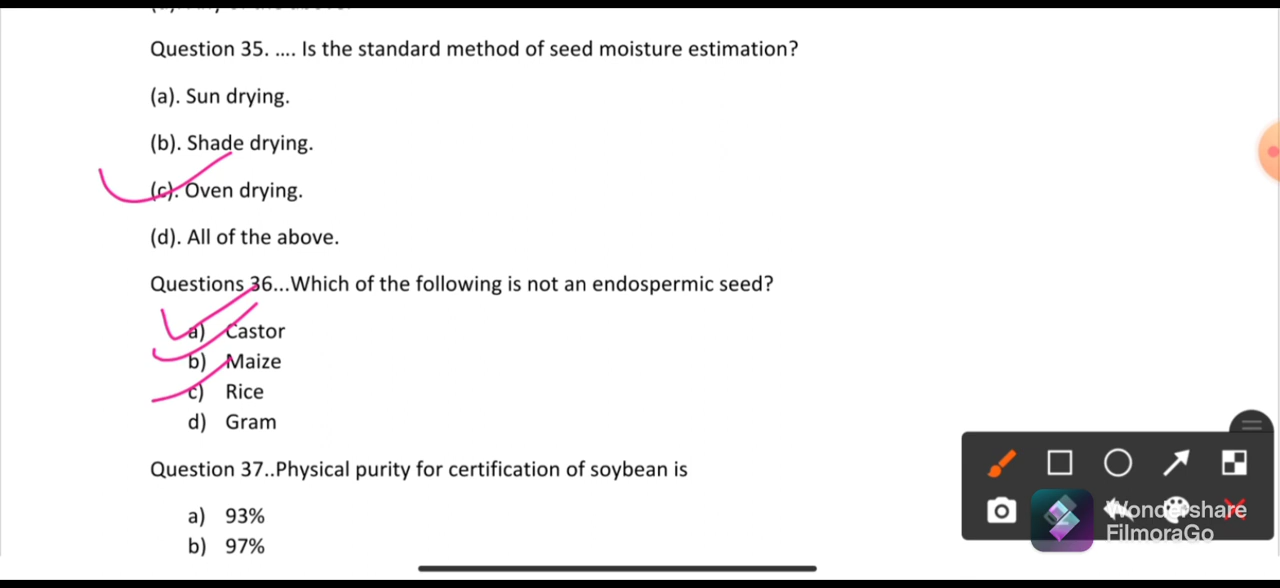 Question 35. .... Is the standard method of seed moisture estimation?
(a). Sun drying.
(b). Shade drying.
(c). Oven drying.
(d). All of the above.
Questions 36...Which of the following is not an endospermic seed?
a) Castor
b) Maize
c) Rice
d) Gram
Question 37..Physical purity for certification of soybean is
a) 93%
b) 97%
Wondershare
FilmoraGo